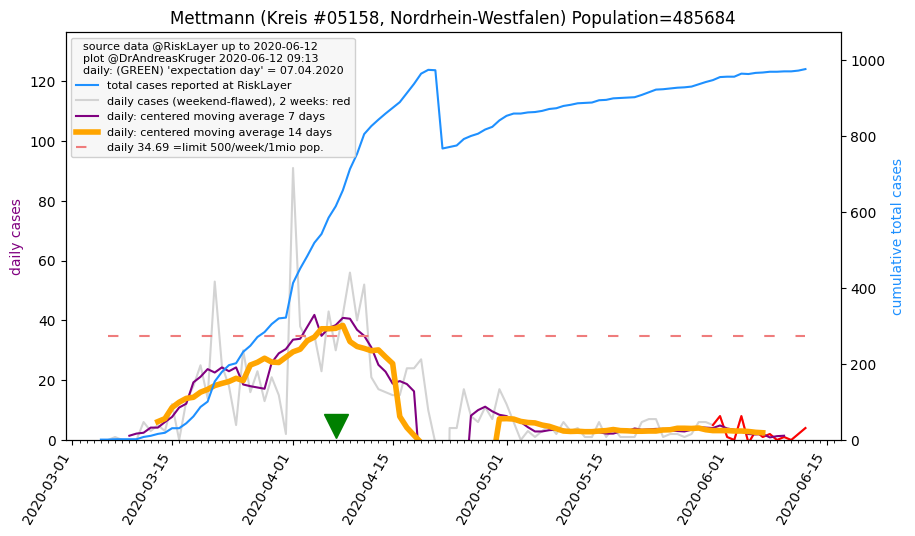 Mettmann (Kreis #05158, Nordrhein-Westfalen) Population=485684
source data @RiskLayer up to 2020-06-12
plot @DrAndreasKruger 2020-06-12 09:13
daily: (GREEN) 'expectation day' = 07.04.2020
total cases reported at RiskLayer
daily cases (weekend-flawed), 2 weeks: red
daily: centered moving average 7 days
daily: centered moving average 14 days
daily 34.69 =limit 500/week/1mio pop.
daily cases
120
100
80
60
40
20
0
1000
800
600
400
200
0
cumulative total cases
2020-03-01
2020-03-15
2020-04-01
2020-04-15
2020-05-01
2020-05-15
2020-06-01
2020-06-15